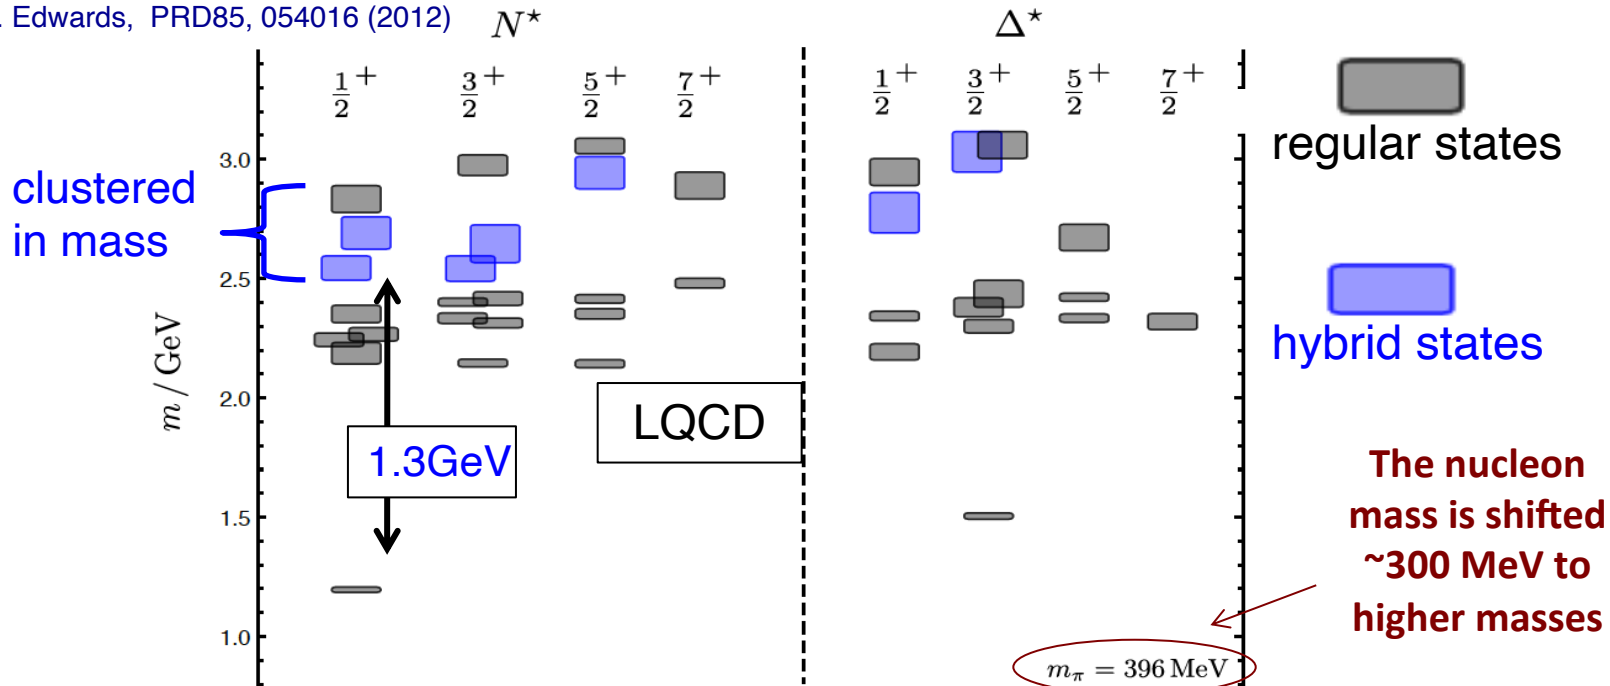 . Edwards, PRD85, 054016 (2012)
N⋆
Δ⋆
1/2+ 3/2+ 5/2+ 7/2+
1/2+ 3/2+ 5/2+ 7/2+
regular states
3.0
clustered
in mass
2.5
hybrid states
m / GeV
2.0
LQCD
1.3GeV
1.5
The nucleon
mass is shifted
~300 MeV to
higher masses
1.0
mπ = 396 MeV